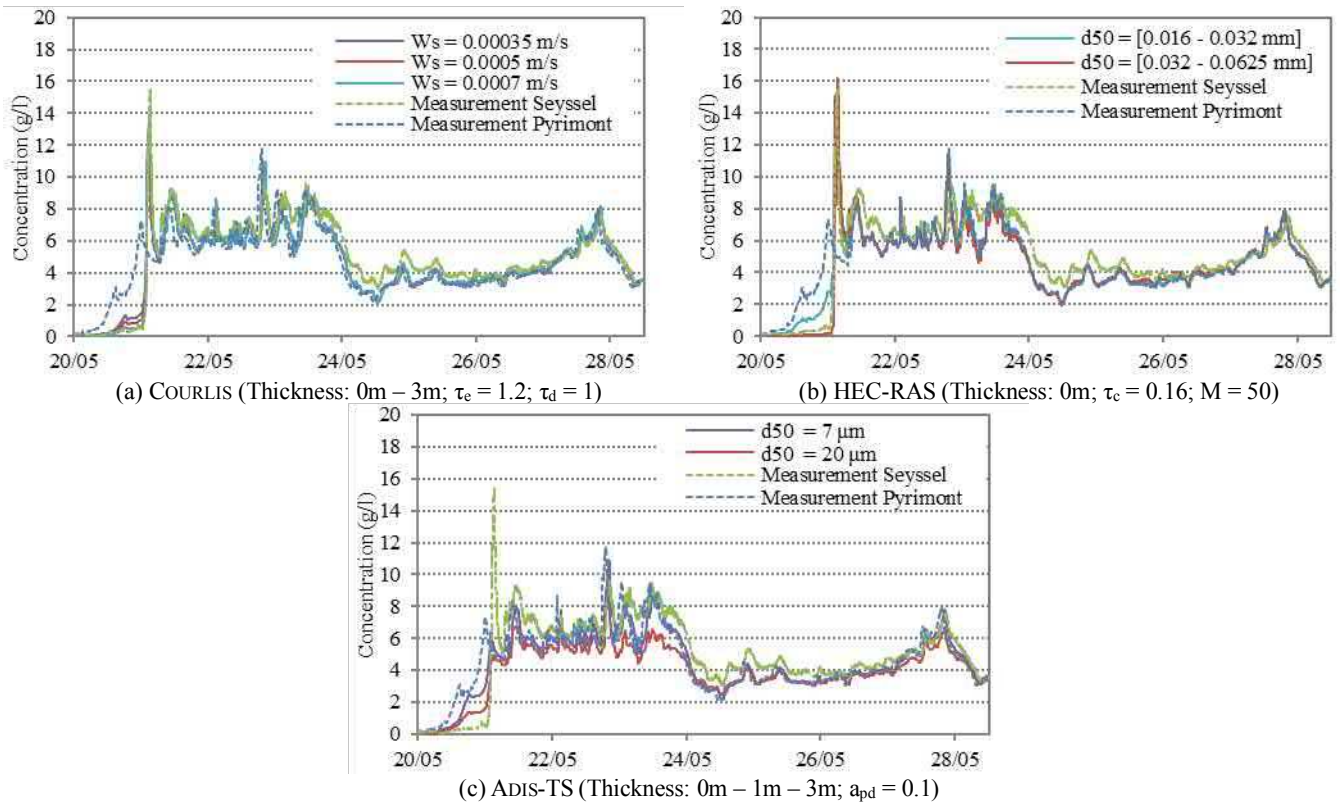 20
18
16
14
12
10
8
6
4
2
0
Concentration (g/l)
Ws = 0.00035 m/s
Ws = 0.0005 m/s
Ws = 0.0007 m/s
Measurement Seyssel
Measurement Pyrimont
20/05 22/05 24/05 26/05 28/05
(a) COURLIS (Thickness: 0m – 3m; τe = 1.2; τd = 1)
20
18
16
14
12
10
8
6
4
2
0
Concentration (g/l)
d50 = [0.016 - 0.032 mm]
d50 = [0.032 - 0.0625 mm]
Measurement Seyssel
Measurement Pyrimont
20/05 22/05 24/05 26/05 28/05
(b) HEC-RAS (Thickness: 0m; τc = 0.16; M = 50)
20
18
16
14
12
10
8
6
4
2
0
Concentration (g/l)
d50 = 7 µm
d50 = 20 µm
Measurement Seyssel
Measurement Pyrimont
20/05 22/05 24/05 26/05 28/05
(c) ADIS-TS (Thickness: 0m – 1m – 3m; apd = 0.1)